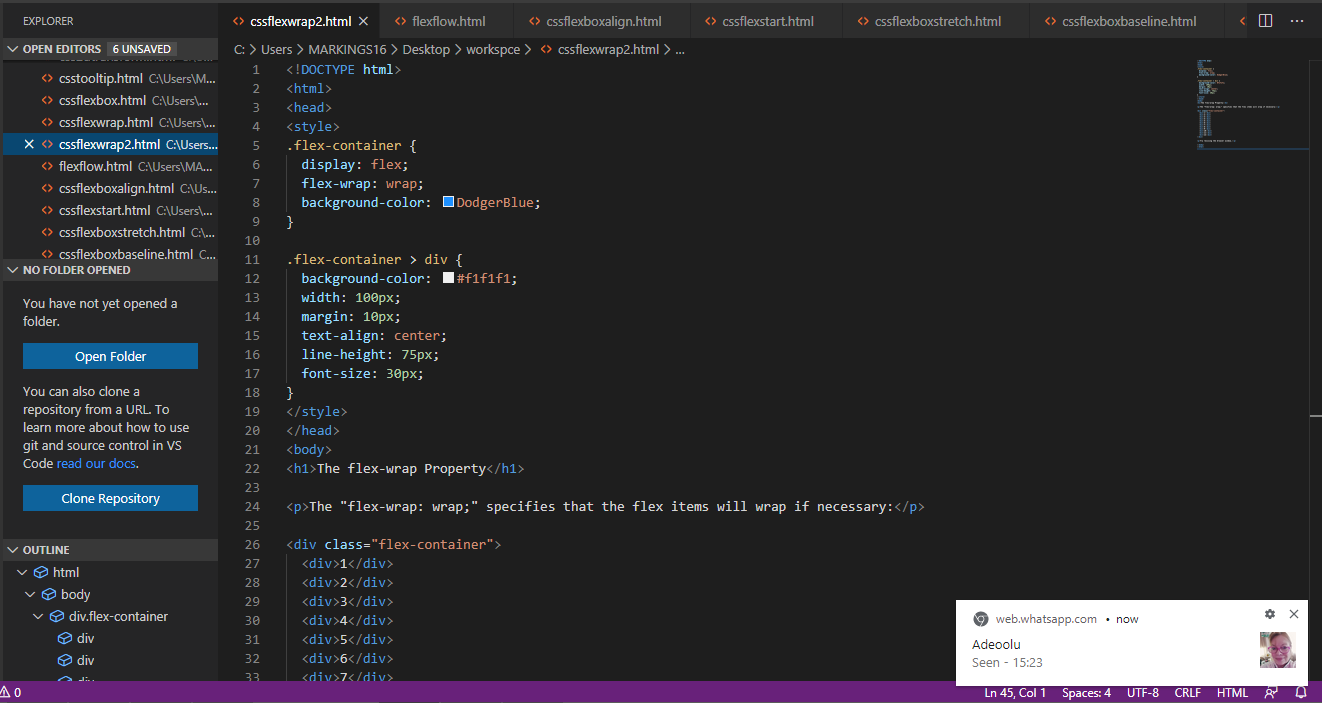 EXPLORER
OPEN EDITORS 6 UNSAVED
csstooltip.html C:\Users\M...
cssflexbox.html C:\Users\...
cssflexwrap.html C:\Users\...
cssflexwrap2.html C:\Users...
flexflow.html C:\Users\MA...
cssflexboxalign.html C:\Us...
cssflexstart.html C:\Users\...
cssflexboxstretch.html C:\...
cssflexboxbaseline.html C...
NO FOLDER OPENED
You have not yet opened a
folder.
Open Folder
You can also clone a
repository from a URL. To
learn more about how to use
git and source control in VS
Code read our docs.
Clone Repository
OUTLINE
html
body
div.flex-container
div
div
div
cssflexwrap2.html flexflow.html cssflexboxalign.html cssflexstart.html cssflexboxstretch.html cssflexboxbaseline.html
C: > Users > MARKINGS16 > Desktop > workspce > cssflexwrap2.html > ...
1 <!DOCTYPE html>
2 <html>
3 <head>
4 <style>
5 .flex-container {
6 display: flex;
7 flex-wrap: wrap;
8 background-color: DodgerBlue;
9 }
10
11 .flex-container > div {
12 background-color: #f1f1f1;
13 width: 100px;
14 margin: 10px;
15 text-align: center;
16 line-height: 75px;
17 font-size: 30px;
18 }
19 </style>
20 </head>
21 <body>
22 <h1>The flex-wrap Property</h1>
23
24 <p>The "flex-wrap: wrap;" specifies that the flex items will wrap if necessary:</p>
25
26 <div class="flex-container">
27 <div>1</div>
28 <div>2</div>
29 <div>3</div>
30 <div>4</div>
31 <div>5</div>
32 <div>6</div>
33 <div>7</div>
web.whatsapp.com • now
Adeoolu
Seen - 15:23
0
Ln 45, Col 1 Spaces: 4 UTF-8 CRLF HTML